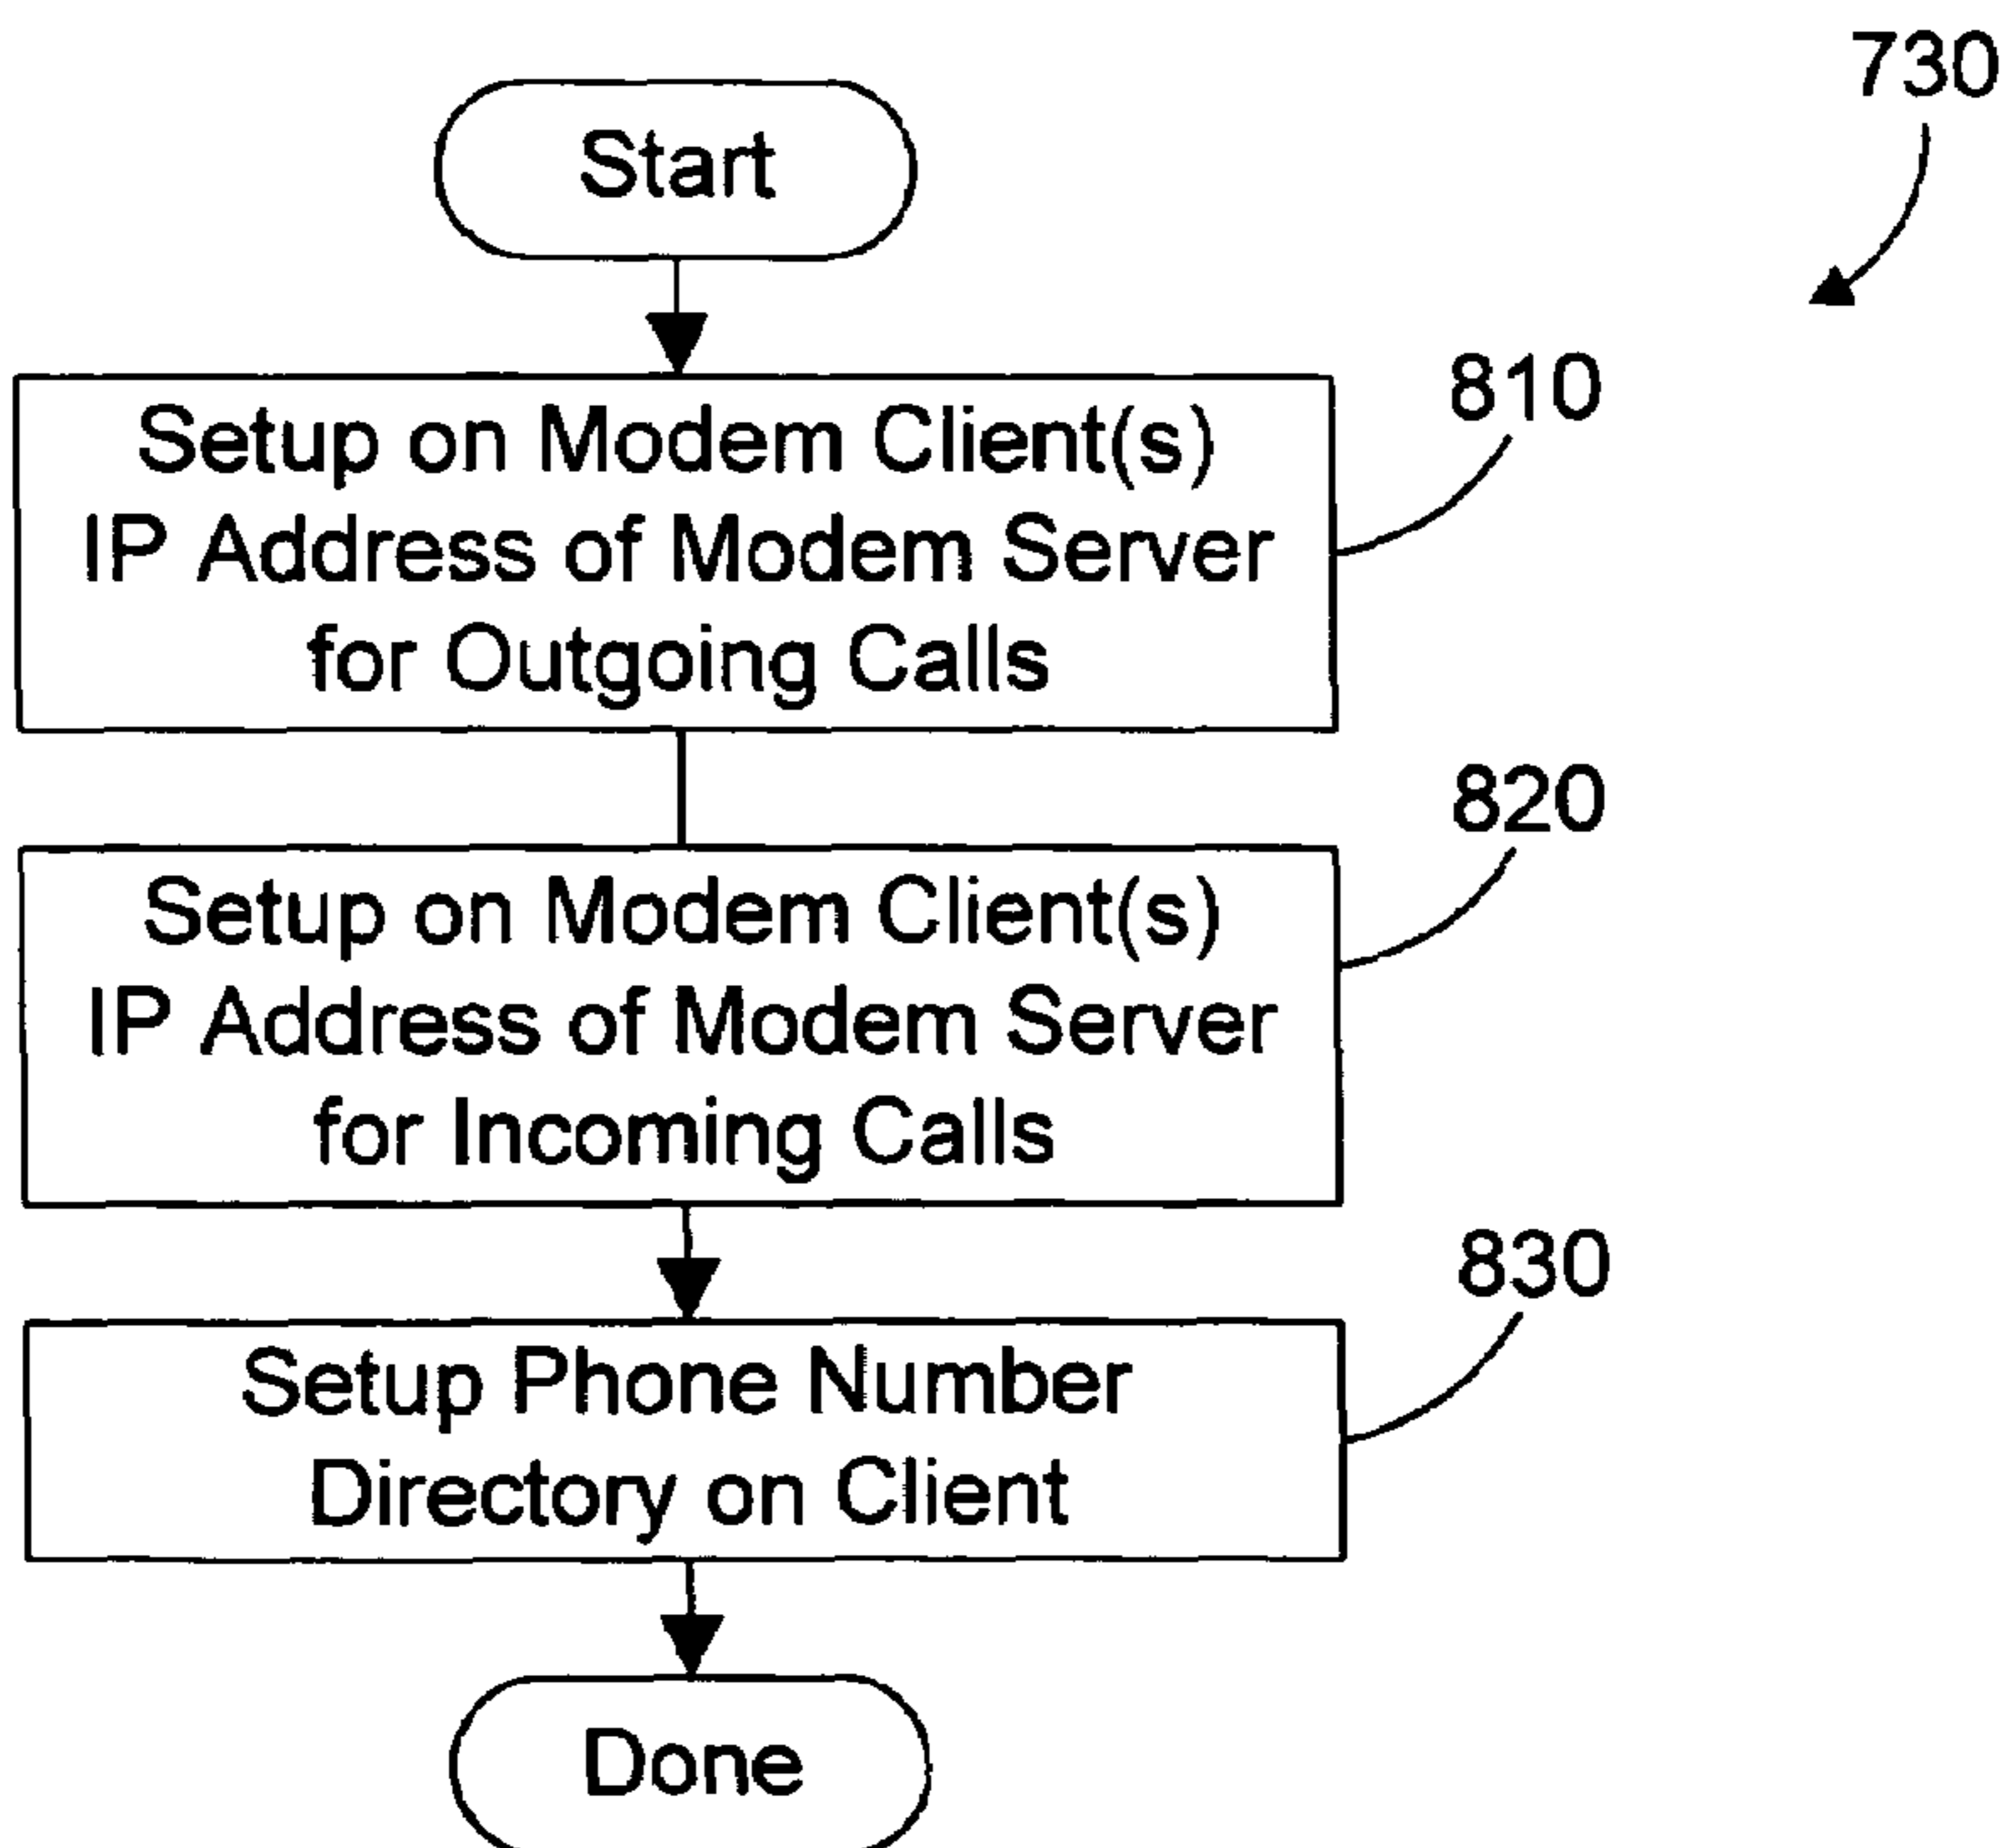 730
Start
810
Setup on Modem Client(s)
IP Address of Modem Server
for Outgoing Calls
820
Setup on Modem Client(s)
IP Address of Modem Server
for Incoming Calls
830
Setup Phone Number
Directory on Client
Done